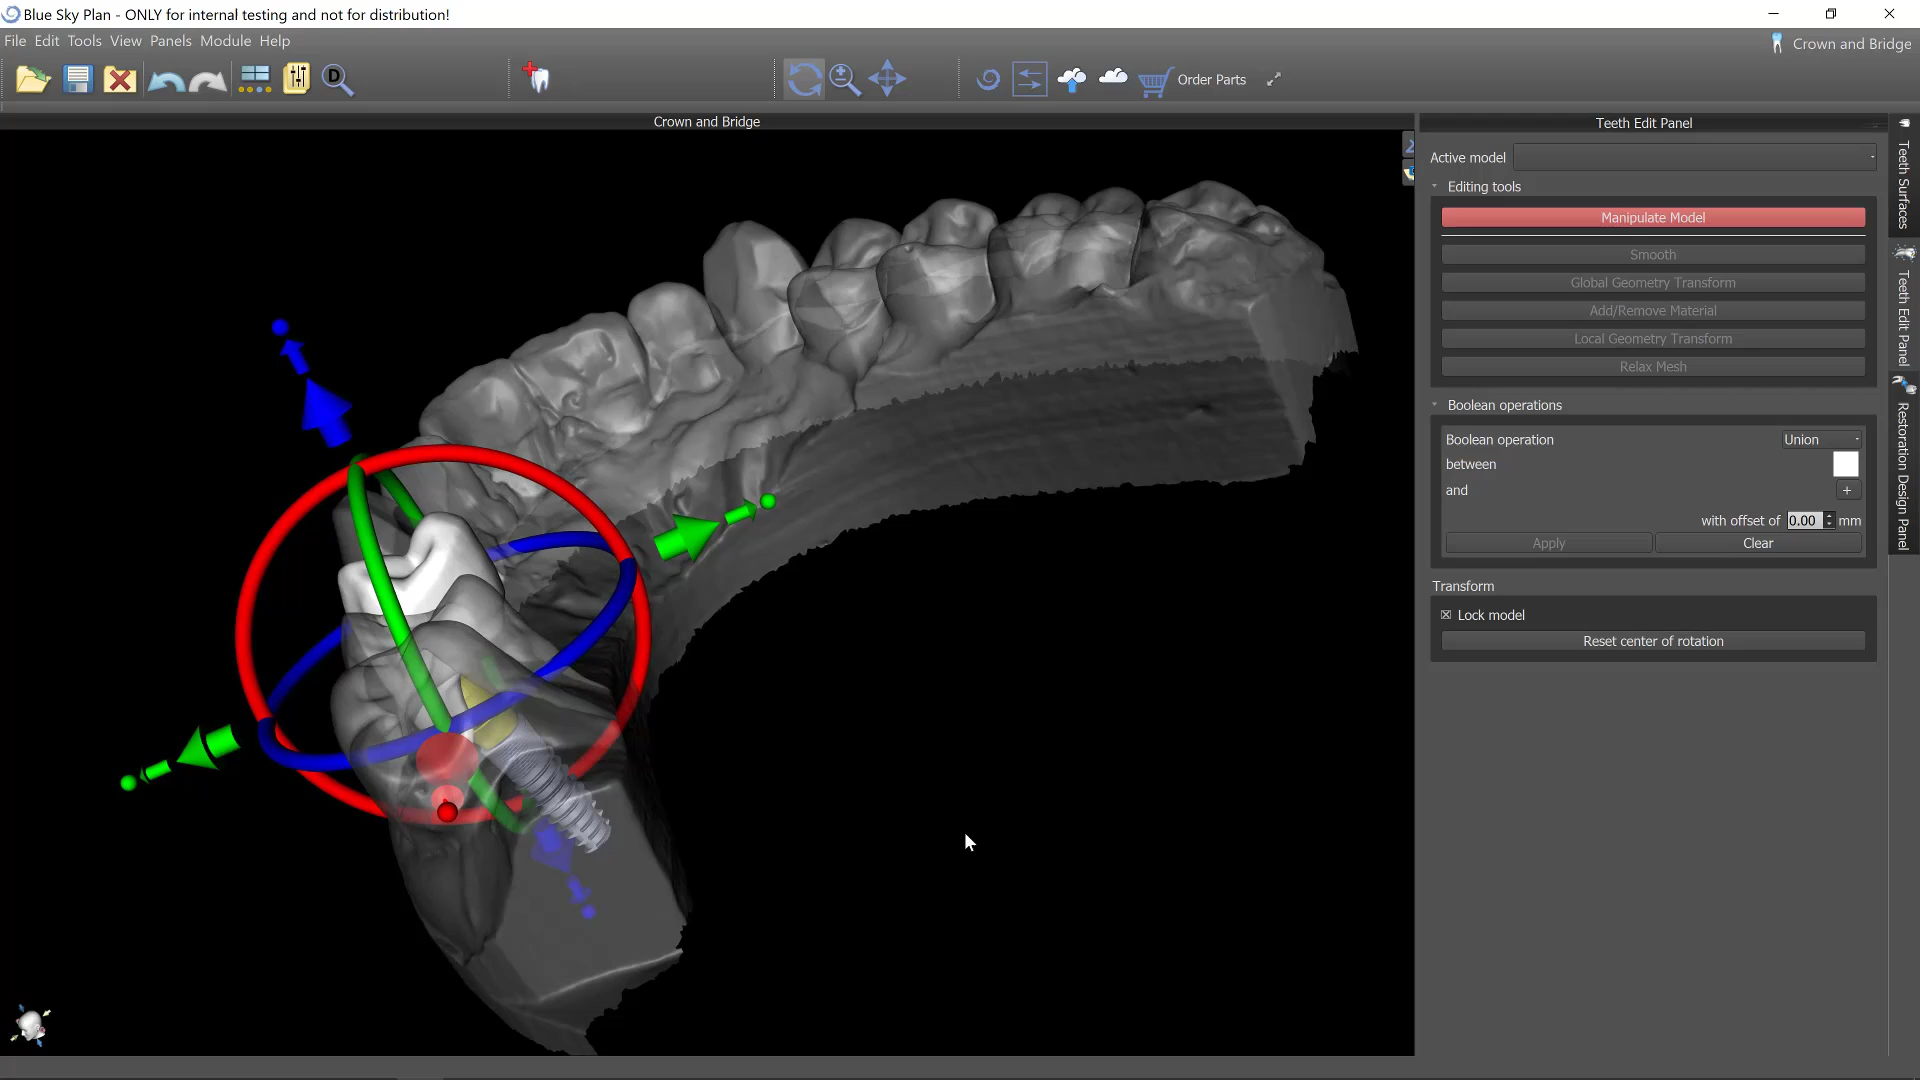 Blue Sky Plan - ONLY for internal testing and not for distribution!
File Edit Tools View Panels Module Help
Crown and Bridge
D
Order Parts
Crown and Bridge
Teeth Edit Panel
Active model
Editing tools
Manipulate Model
Smooth
Global Geometry Transform
Add/Remove Material
Local Geometry Transform
Relax Mesh
Boolean operations
Boolean operation Union
between
and +
with offset of 0.00 mm
Apply Clear
Transform
Lock model
Reset center of rotation
Teeth Surfaces
Teeth Edit Panel
Restoration Design Panel